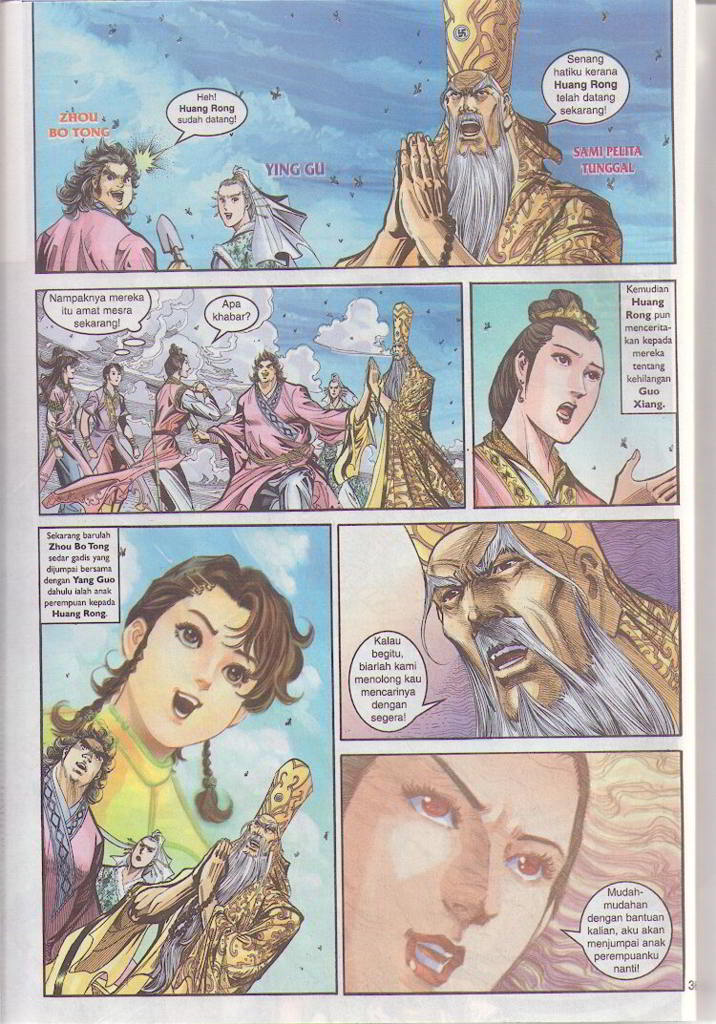 Senang
hatiku kerana
Huang Rong
telah datang
sekarang!
Heh!
Huang Rong
sudah datang!
ZHOU
BO TONG
YING GU
SAMI PELITA
TUNGGAL
Nampaknya mereka
itu amat mesra
sekarang!
Apa
khabar?
Kemudian
Huang
Rong pun
mencerita-
kan kepada
mereka
tentang
kehilangan
Guo
Xiang.
Sekarang barulah
Zhou Bo Tong
sedar gadis yang
dijumpai bersama
dengan Yang Guo
dahulu ialah anak
perempuan kepada
Huang Rong.
Kalau
begitu,
biarlah kami
menolong kau
mencarinya
dengan
segera!
Mudah-
mudahan
dengan bantuan
kalian, aku akan
menjumpai anak
perempuanku
nanti!